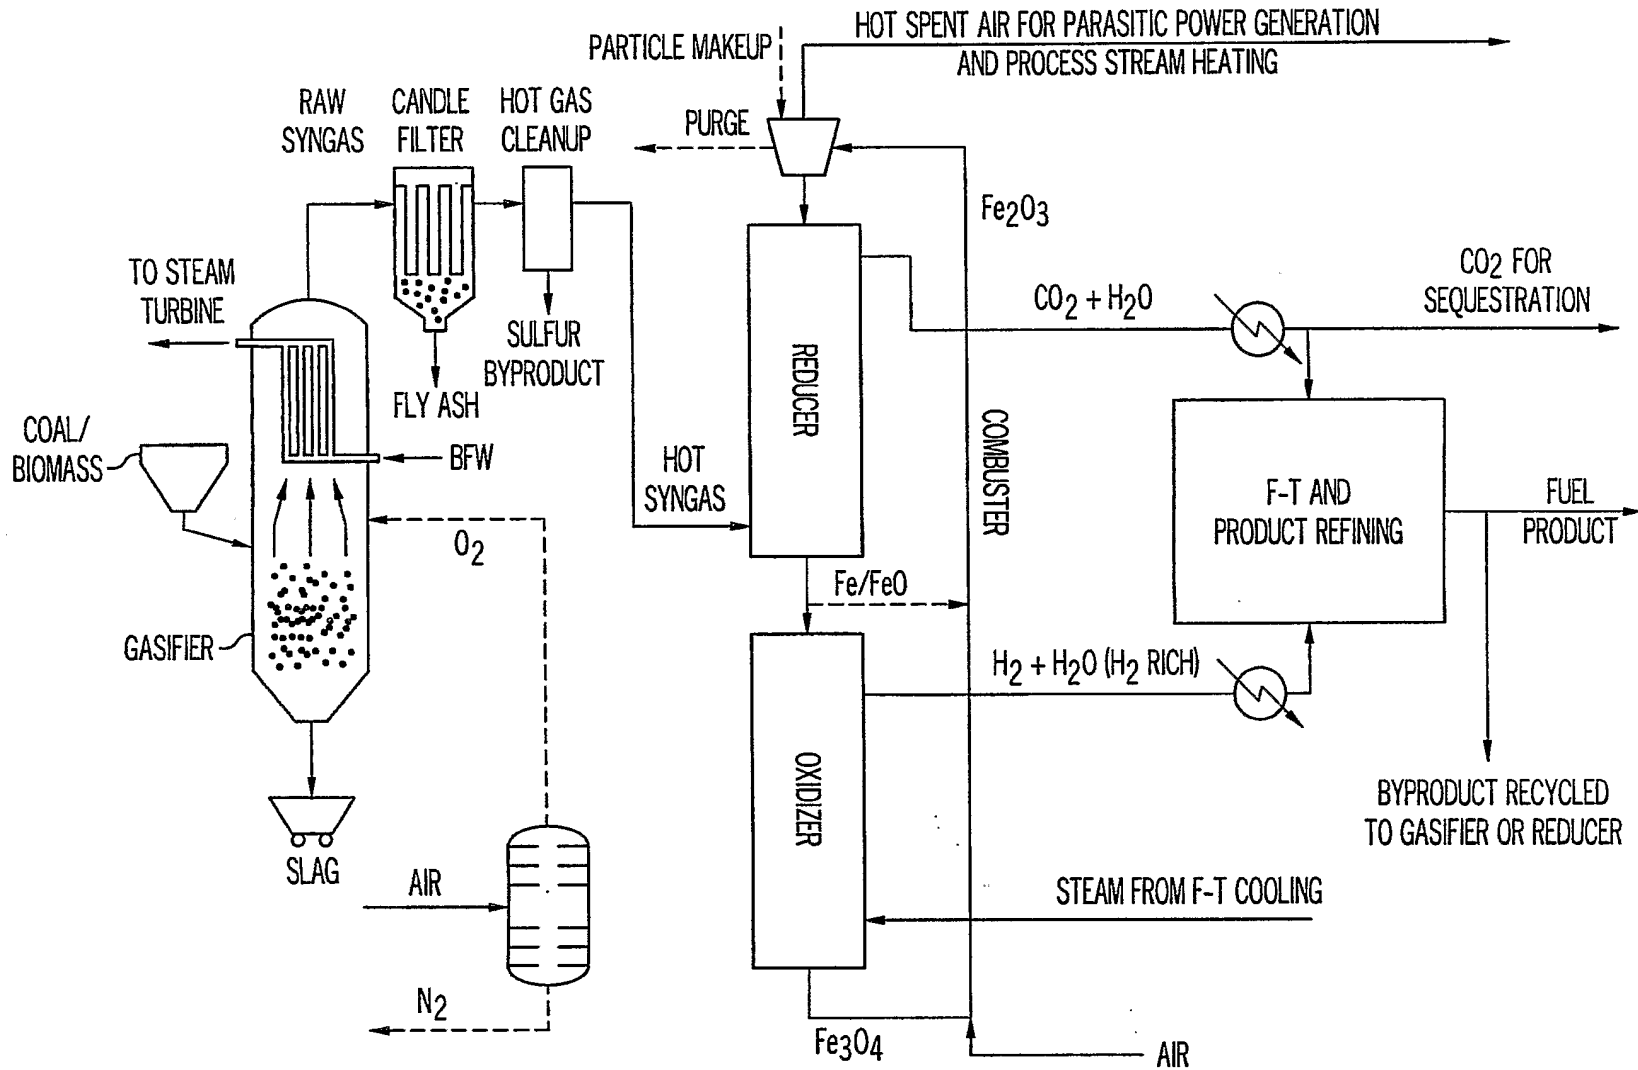 HOT SPENT AIR FOR PARASITIC POWER GENERATION
AND PROCESS STREAM HEATING
PARTICLE MAKEUP
RAW
SYNGAS
CANDLE
FILTER
HOT GAS
CLEANUP
PURGE
Fe2O3
TO STEAM
TURBINE
SULFUR
BYPRODUCT
FLY ASH
CO2 + H2O
CO2 FOR
SEQUESTRATION
REDUCER
COMBUSTER
COAL/
BIOMASS
BFW
HOT
SYNGAS
O2
F-T AND
PRODUCT REFINING
FUEL
PRODUCT
Fe/FeO
GASIFIER
H2 + H2O (H2 RICH)
OXIDIZER
BYPRODUCT RECYCLED
TO GASIFIER OR REDUCER
SLAG
AIR
STEAM FROM F-T COOLING
N2
Fe3O4
AIR